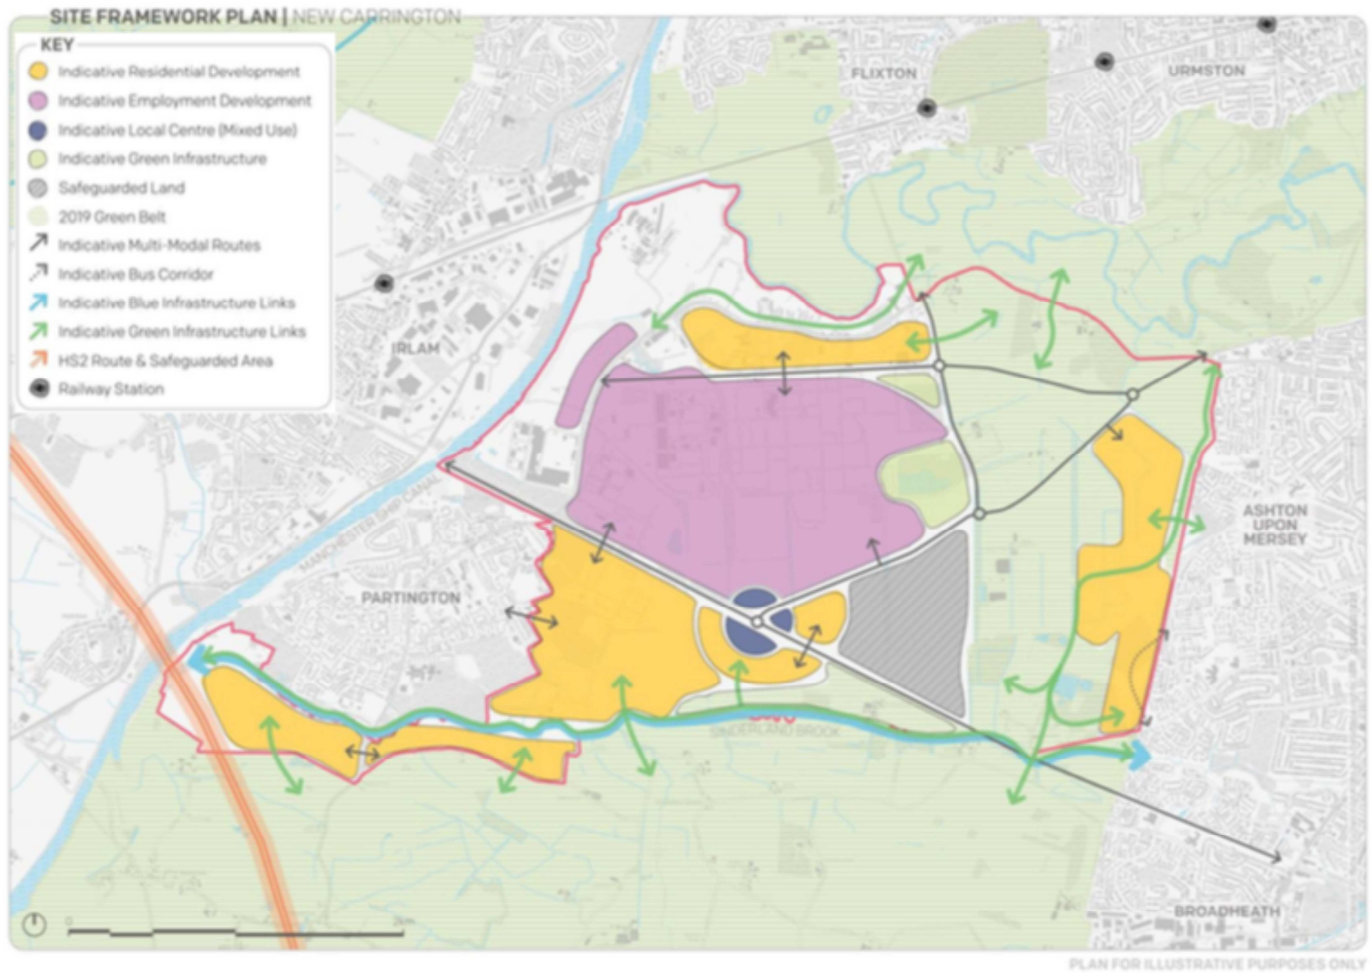 SITE FRAMEWORK PLAN | NEW CARRINGTON
KEY
Indicative Residential Development
Indicative Employment Development
Indicative Local Centre (Mixed Use)
Indicative Green Infrastructure
Safeguarded Land
2019 Green Belt
Indicative Multi-Modal Routes
Indicative Bus Corridor
Indicative Blue Infrastructure Links
Indicative Green Infrastructure Links
HS2 Route & Safeguarded Area
Railway Station
FLIXTON
URMSTON
IRLAM
MANCHESTER SHIP CANAL
PARTINGTON
ASHTON
UPON
MERSEY
SINDERLAND BROOK
BROADHEATH
0
PLAN FOR ILLUSTRATIVE PURPOSES ONLY